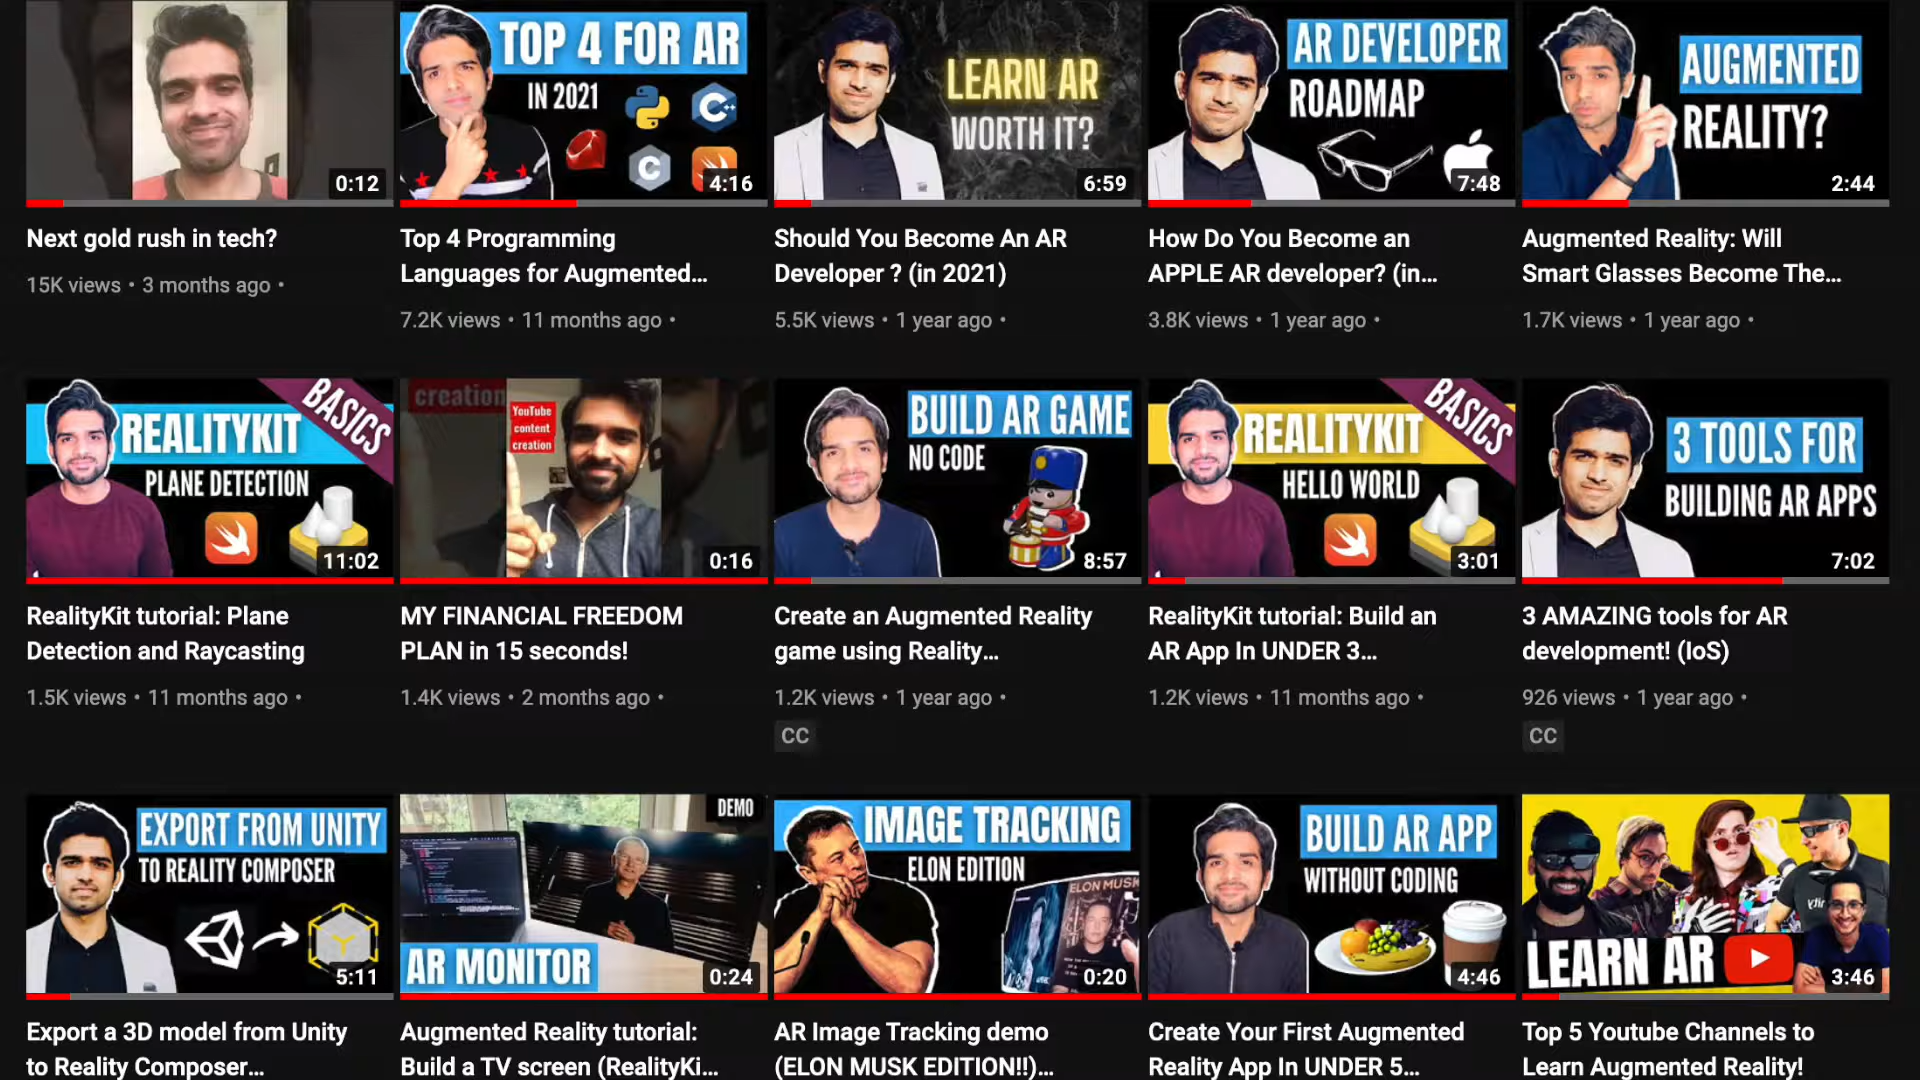 0:12
TOP 4 FOR AR
IN 2021
4:16
LEARN AR
WORTH IT?
6:59
AR DEVELOPER
ROADMAP
7:48
AUGMENTED
REALITY?
2:44
Next gold rush in tech?
15K views • 3 months ago •
Top 4 Programming
Languages for Augmented...
7.2K views • 11 months ago •
Should You Become An AR
Developer ? (in 2021)
5.5K views • 1 year ago •
How Do You Become an
APPLE AR developer? (in...
3.8K views • 1 year ago •
Augmented Reality: Will
Smart Glasses Become The...
1.7K views • 1 year ago •
REALITYKIT
BASICS
PLANE DETECTION
11:02
creation
YouTube
content
creation
0:16
BUILD AR GAME
NO CODE
8:57
REALITYKIT
BASICS
HELLO WORLD
3:01
3 TOOLS FOR
BUILDING AR APPS
7:02
RealityKit tutorial: Plane
Detection and Raycasting
1.5K views • 11 months ago •
MY FINANCIAL FREEDOM
PLAN in 15 seconds!
1.4K views • 2 months ago •
Create an Augmented Reality
game using Reality...
1.2K views • 1 year ago •
CC
RealityKit tutorial: Build an
AR App In UNDER 3...
1.2K views • 11 months ago •
3 AMAZING tools for AR
development! (IoS)
926 views • 1 year ago •
CC
EXPORT FROM UNITY
TO REALITY COMPOSER
5:11
DEMO
AR MONITOR
0:24
IMAGE TRACKING
ELON EDITION
ELON MUSK
0:20
BUILD AR APP
WITHOUT CODING
4:46
LEARN AR
3:46
Export a 3D model from Unity
to Reality Composer...
Augmented Reality tutorial:
Build a TV screen (RealityKi...
AR Image Tracking demo
(ELON MUSK EDITION!!)...
Create Your First Augmented
Reality App In UNDER 5...
Top 5 Youtube Channels to
Learn Augmented Reality!